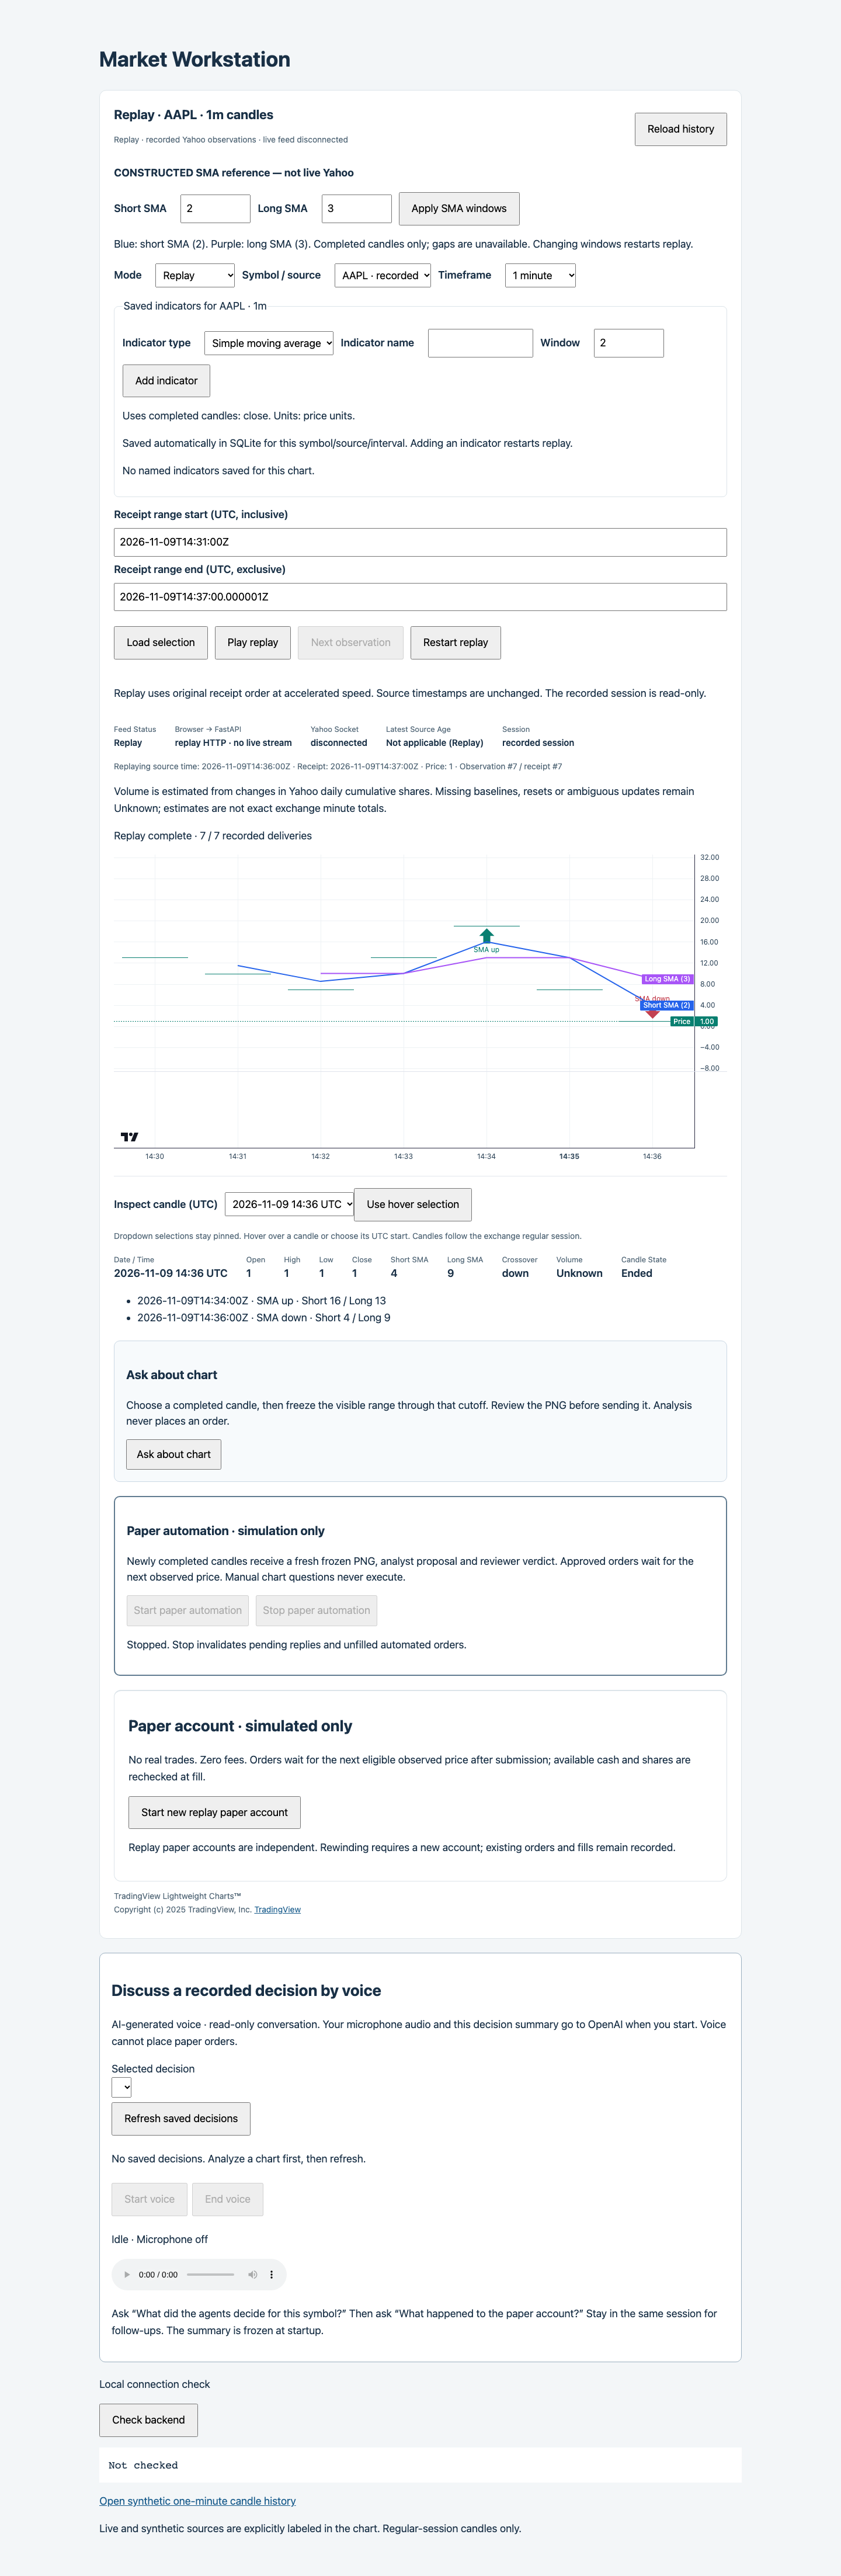 Market Workstation
Replay · AAPL · 1m candles
Replay · recorded Yahoo observations · live feed disconnected
Reload history
CONSTRUCTED SMA reference — not live Yahoo
Short SMA 2 Long SMA 3 Apply SMA windows
Blue: short SMA (2). Purple: long SMA (3). Completed candles only; gaps are unavailable. Changing windows restarts replay.
Mode Replay Symbol / source AAPL · recorded Timeframe 1 minute
Saved indicators for AAPL · 1m
Indicator type Simple moving average Indicator name Window 2
Add indicator
Uses completed candles: close. Units: price units.
Saved automatically in SQLite for this symbol/source/interval. Adding an indicator restarts replay.
No named indicators saved for this chart.
Receipt range start (UTC, inclusive)
2026-11-09T14:31:00Z
Receipt range end (UTC, exclusive)
2026-11-09T14:37:00.000001Z
Load selection Play replay Next observation Restart replay
Replay uses original receipt order at accelerated speed. Source timestamps are unchanged. The recorded session is read-only.
Feed Status Browser → FastAPI Yahoo Socket Latest Source Age Session
Replay replay HTTP · no live stream disconnected Not applicable (Replay) recorded session
Replaying source time: 2026-11-09T14:36:00Z · Receipt: 2026-11-09T14:37:00Z · Price: 1 · Observation #7 / receipt #7
Volume is estimated from changes in Yahoo daily cumulative shares. Missing baselines, resets or ambiguous updates remain
Unknown; estimates are not exact exchange minute totals.
Replay complete · 7 / 7 recorded deliveries
32.00
28.00
24.00
20.00
16.00
SMA up
12.00
Long SMA (3)
8.00
SMA down
Short SMA (2) 4.00
Price 1.00
0.00
−4.00
−8.00
14:30 14:31 14:32 14:33 14:34 14:35 14:36
Inspect candle (UTC) 2026-11-09 14:36 UTC Use hover selection
Dropdown selections stay pinned. Hover over a candle or choose its UTC start. Candles follow the exchange regular session.
Date / Time Open High Low Close Short SMA Long SMA Crossover Volume Candle State
2026-11-09 14:36 UTC 1 1 1 1 4 9 down Unknown Ended
• 2026-11-09T14:34:00Z · SMA up · Short 16 / Long 13
• 2026-11-09T14:36:00Z · SMA down · Short 4 / Long 9
Ask about chart
Choose a completed candle, then freeze the visible range through that cutoff. Review the PNG before sending it. Analysis
never places an order.
Ask about chart
Paper automation · simulation only
Newly completed candles receive a fresh frozen PNG, analyst proposal and reviewer verdict. Approved orders wait for the
next observed price. Manual chart questions never execute.
Start paper automation Stop paper automation
Stopped. Stop invalidates pending replies and unfilled automated orders.
Paper account · simulated only
No real trades. Zero fees. Orders wait for the next eligible observed price after submission; available cash and shares are
rechecked at fill.
Start new replay paper account
Replay paper accounts are independent. Rewinding requires a new account; existing orders and fills remain recorded.
TradingView Lightweight Charts™
Copyright (c) 2025 TradingView, Inc. TradingView
Discuss a recorded decision by voice
AI-generated voice · read-only conversation. Your microphone audio and this decision summary go to OpenAI when you start. Voice
cannot place paper orders.
Selected decision
Refresh saved decisions
No saved decisions. Analyze a chart first, then refresh.
Start voice End voice
Idle · Microphone off
0:00 / 0:00
Ask “What did the agents decide for this symbol?” Then ask “What happened to the paper account?” Stay in the same session for
follow-ups. The summary is frozen at startup.
Local connection check
Check backend
Not checked
Open synthetic one-minute candle history
Live and synthetic sources are explicitly labeled in the chart. Regular-session candles only.